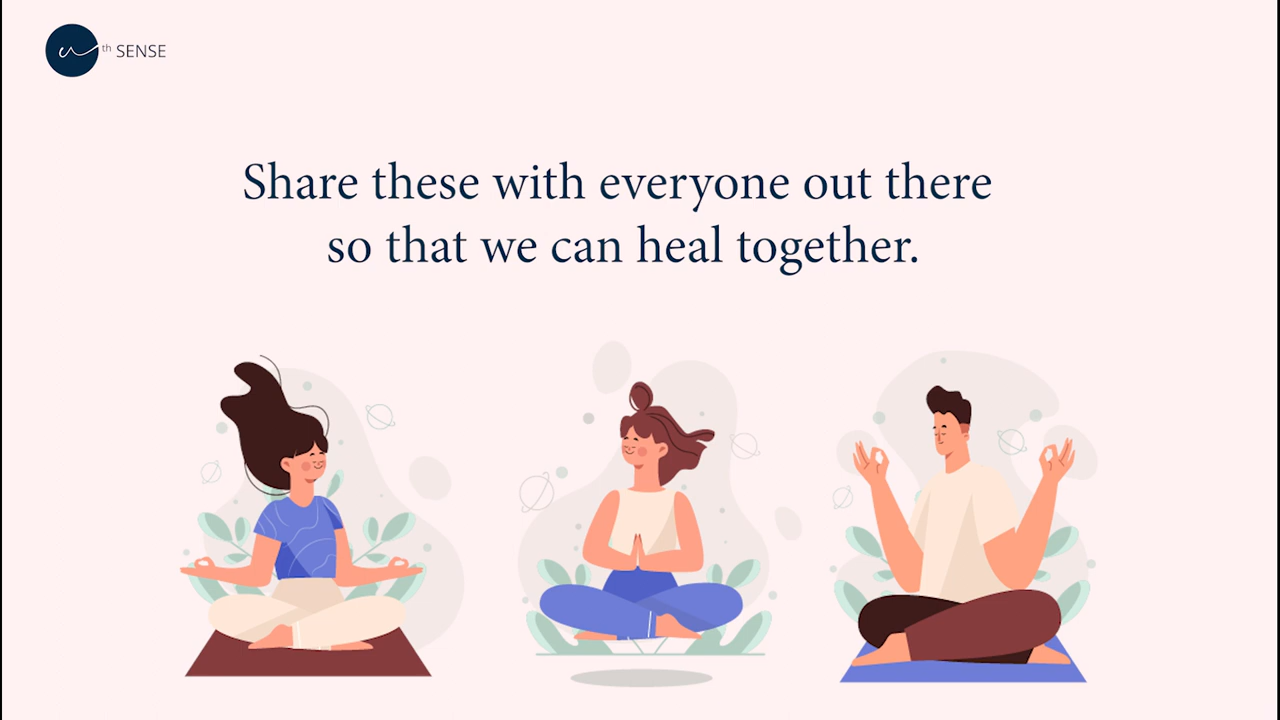 th SENSE
Share these with everyone out there
so that we can heal together.